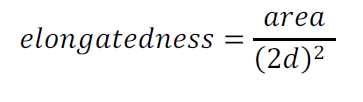 elongatedness = area / (2d)²